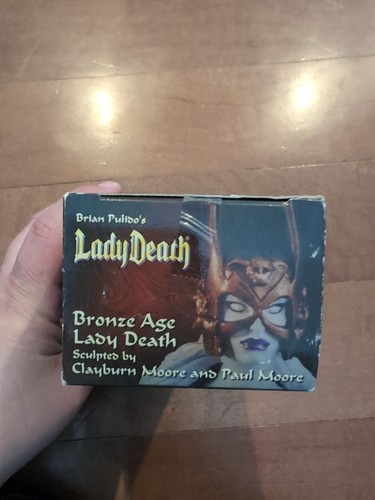 Brian Pulido's
Lady Death
Bronze Age
Lady Death
Sculpted by
Clayburn Moore and Paul Moore